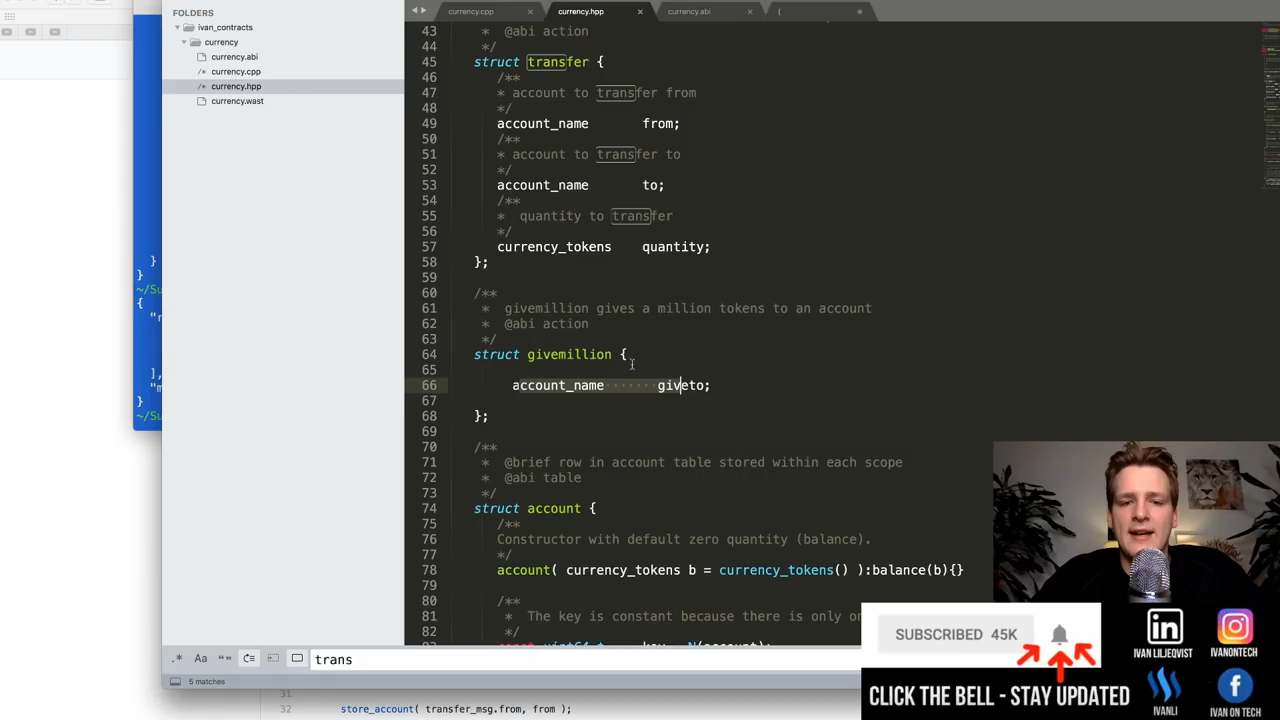 FOLDERS
ivan_contracts
currency
currency.abi
currency.cpp
currency.hpp
currency.wast
currency.cpp
currency.hpp
currency.abi
{
43 * @abi action
44 */
45 struct transfer {
46 /**
47 * account to transfer from
48 */
49 account_name from;
50 /**
51 * account to transfer to
52 */
53 account_name to;
54 /**
55 * quantity to transfer
56 */
57 currency_tokens quantity;
58 };
59
60 /**
61 * givemillion gives a million tokens to an account
62 * @abi action
63 */
64 struct givemillion {
65
66 account_name giveto;
67
68 };
69
70 /**
71 * @brief row in account table stored within each scope
72 * @abi table
73 */
74 struct account {
75 /**
76 Constructor with default zero quantity (balance).
77 */
78 account( currency_tokens b = currency_tokens() ):balance(b){}
79
80 /**
81 * The key is constant because there is only on
82 */
}
}
~/Su
{
"r
],
"m
}
~/Su
.* Aa “” trans
5 matches
31
32 store_account( transfer_msg.from, from );
SUBSCRIBED 45K
CLICK THE BELL - STAY UPDATED
IVAN LILJEQVIST
IVANONTECH
IVANLI
IVAN ON TECH